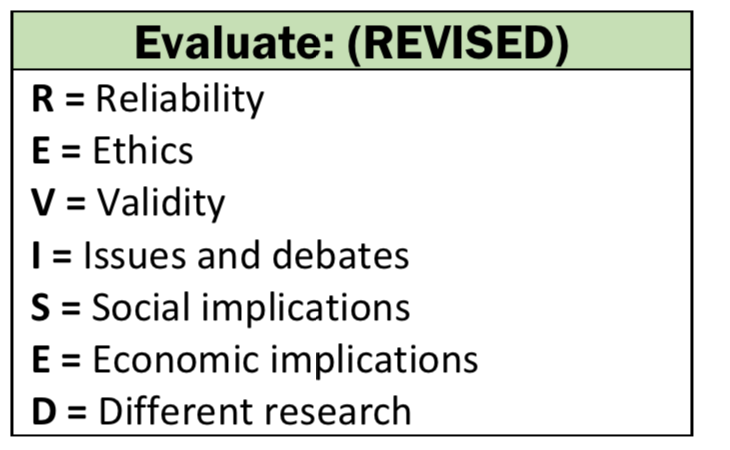 Evaluate: (REVISED)
R = Reliability
E = Ethics
V = Validity
I = Issues and debates
S = Social implications
E = Economic implications
D = Different research